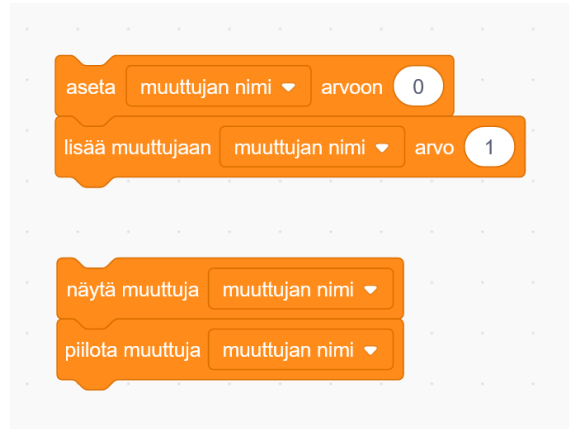 aseta muuttujan nimi arvoon 0
lisää muuttujaan muuttujan nimi arvo 1
näytä muuttuja muuttujan nimi
piilota muuttuja muuttujan nimi